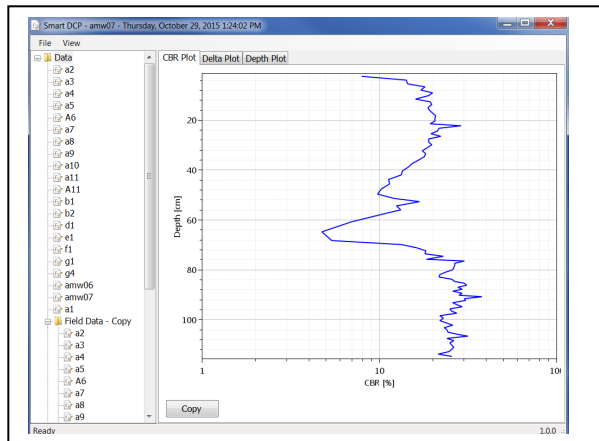 Smart DCP - amw07 - Thursday, October 29, 2015 1:24:02 PM
File View
Data
a2
a3
a4
a5
A6
a7
a8
a9
a10
a11
A11
b1
b2
d1
e1
f1
g1
g4
amw06
amw07
a1
Field Data - Copy
a2
a3
a4
a5
A6
a7
a8
a9
CBR Plot Delta Plot Depth Plot
Depth [cm]
20
40
60
80
100
1 10 100
CBR [%]
Copy
Ready 1.0.0